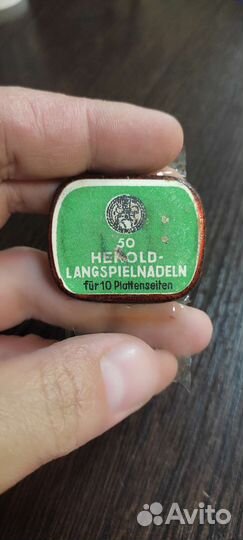 50
HEROLD-
LANGSPIELNADELN
für 10 Plattenseiten
Avito